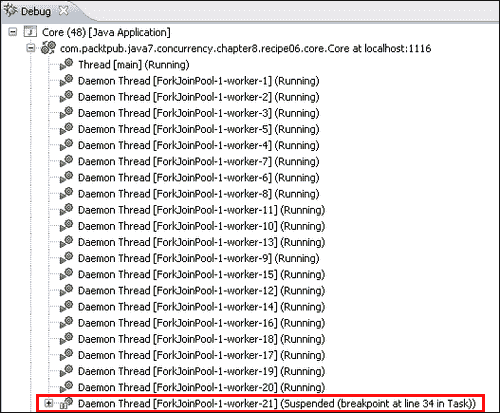 Debug
Core (48) [Java Application]
com.packtpub.java7.concurrency.chapter8.recipe06.core.Core at localhost:1116
Thread [main] (Running)
Daemon Thread [ForkJoinPool-1-worker-1] (Running)
Daemon Thread [ForkJoinPool-1-worker-2] (Running)
Daemon Thread [ForkJoinPool-1-worker-3] (Running)
Daemon Thread [ForkJoinPool-1-worker-5] (Running)
Daemon Thread [ForkJoinPool-1-worker-4] (Running)
Daemon Thread [ForkJoinPool-1-worker-7] (Running)
Daemon Thread [ForkJoinPool-1-worker-6] (Running)
Daemon Thread [ForkJoinPool-1-worker-8] (Running)
Daemon Thread [ForkJoinPool-1-worker-11] (Running)
Daemon Thread [ForkJoinPool-1-worker-10] (Running)
Daemon Thread [ForkJoinPool-1-worker-13] (Running)
Daemon Thread [ForkJoinPool-1-worker-9] (Running)
Daemon Thread [ForkJoinPool-1-worker-15] (Running)
Daemon Thread [ForkJoinPool-1-worker-12] (Running)
Daemon Thread [ForkJoinPool-1-worker-14] (Running)
Daemon Thread [ForkJoinPool-1-worker-16] (Running)
Daemon Thread [ForkJoinPool-1-worker-18] (Running)
Daemon Thread [ForkJoinPool-1-worker-17] (Running)
Daemon Thread [ForkJoinPool-1-worker-19] (Running)
Daemon Thread [ForkJoinPool-1-worker-20] (Running)
Daemon Thread [ForkJoinPool-1-worker-21] (Suspended (breakpoint at line 34 in Task))